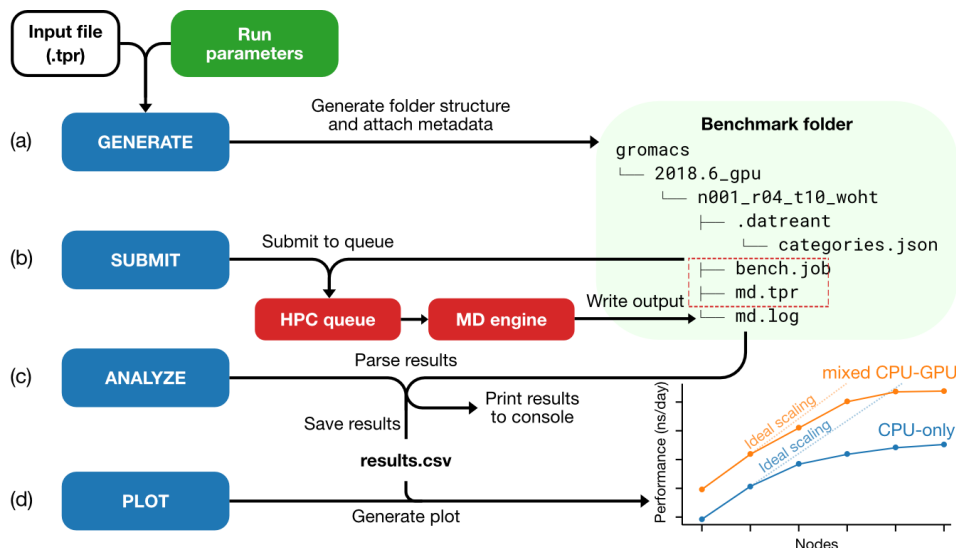 Input file
(.tpr)
Run
parameters
(a)
GENERATE
Generate folder structure
and attach metadata
Benchmark folder
gromacs
2018.6_gpu
n001_r04_t10_woht
.datreant
categories.json
bench.job
md.tpr
md.log
(b)
SUBMIT
Submit to queue
HPC queue
MD engine
Write output
(c)
ANALYZE
Parse results
Print results
to console
Save results
results.csv
(d)
PLOT
Generate plot
Performance (ns/day)
mixed CPU-GPU
Ideal scaling
CPU-only
Ideal scaling
Nodes